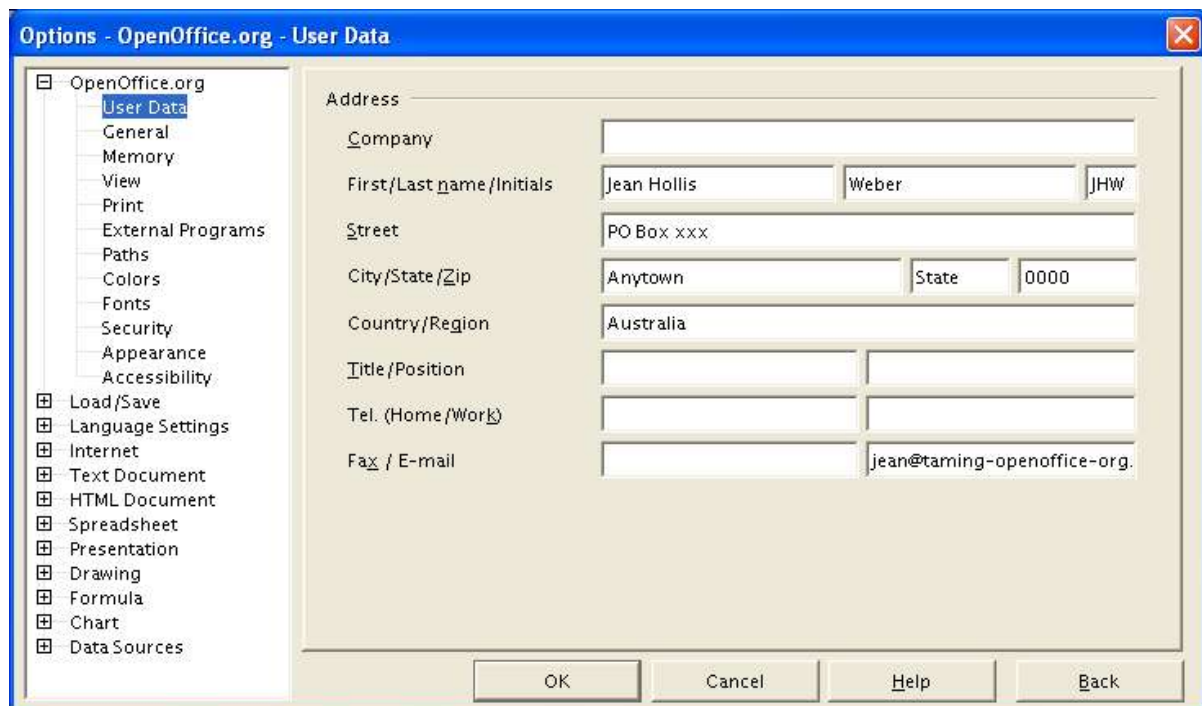 Options - OpenOffice.org - User Data
OpenOffice.org
User Data
General
Memory
View
Print
External Programs
Paths
Colors
Fonts
Security
Appearance
Accessibility
Load/Save
Language Settings
Internet
Text Document
HTML Document
Spreadsheet
Presentation
Drawing
Formula
Chart
Data Sources
Address
Company
First/Last name/Initials Jean Hollis Weber JHW
Street PO Box xxx
City/State/Zip Anytown State 0000
Country/Region Australia
Title/Position
Tel. (Home/Work)
Fax / E-mail jean@taming-openoffice-org.
OK Cancel Help Back